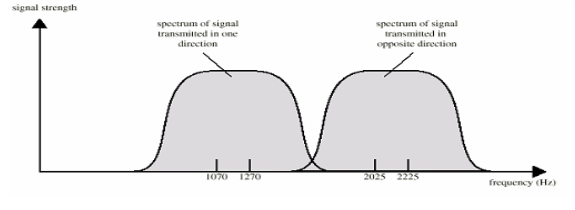 signal strength
spectrum of signal
transmitted in one
direction
spectrum of signal
transmitted in
opposite direction
1070 1270 2025 2225
frequency (Hz)